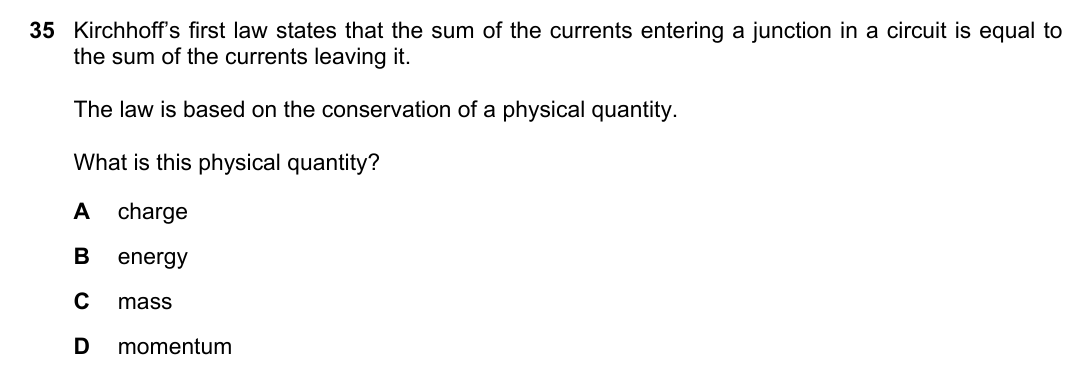 35 Kirchhoff’s first law states that the sum of the currents entering a junction in a circuit is equal to
the sum of the currents leaving it.
The law is based on the conservation of a physical quantity.
What is this physical quantity?
A charge
B energy
C mass
D momentum